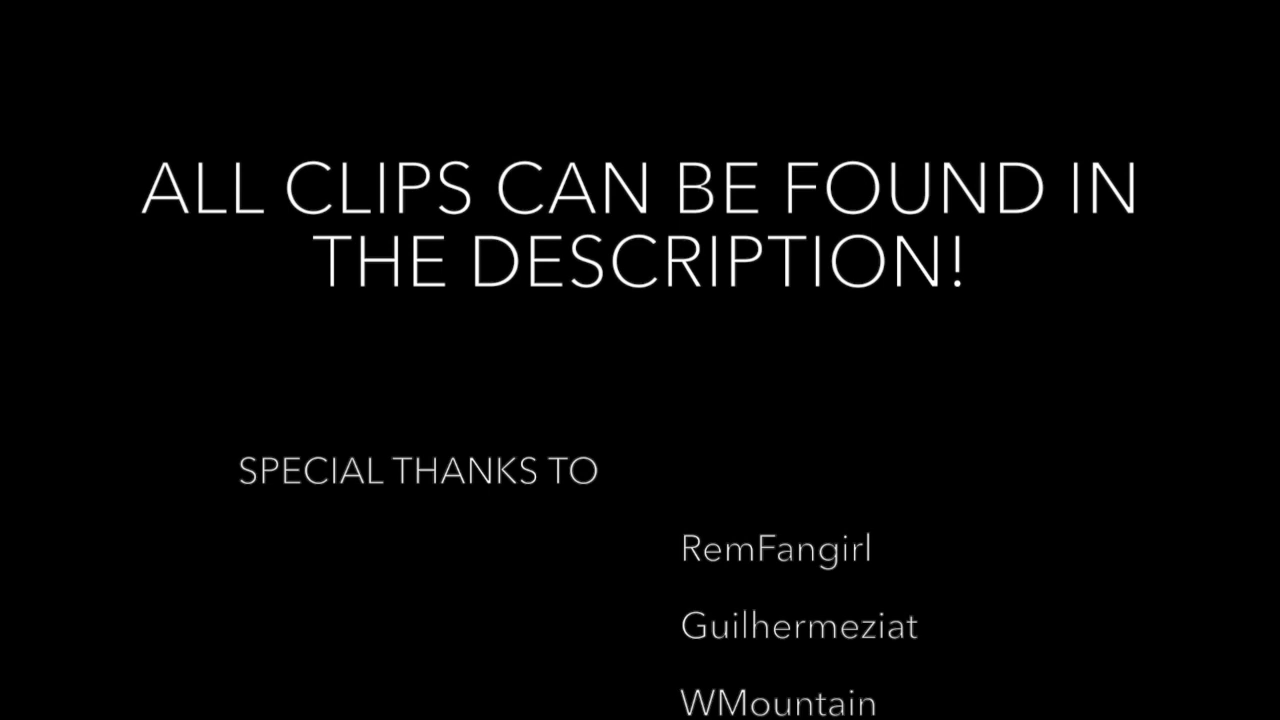 ALL CLIPS CAN BE FOUND IN
THE DESCRIPTION!
SPECIAL THANKS TO
RemFangirl
Guilhermeziat
WMountain